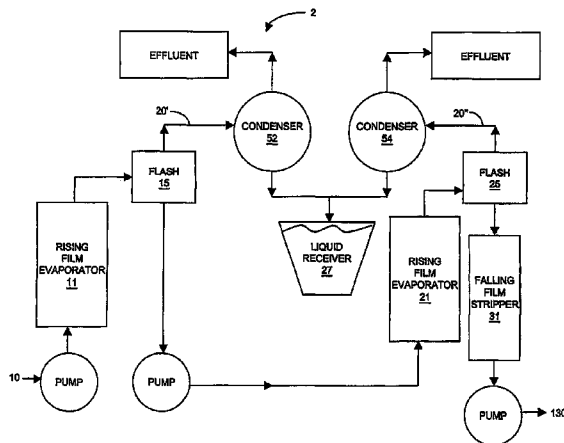 2
EFFLUENT
EFFLUENT
20'
20"
CONDENSER
52
CONDENSER
54
FLASH
15
FLASH
25
RISING
FILM
EVAPORATOR
11
LIQUID
RECEIVER
27
RISING
FILM
EVAPORATOR
21
FALLING
FILM
STRIPPER
31
10
PUMP
PUMP
PUMP
130